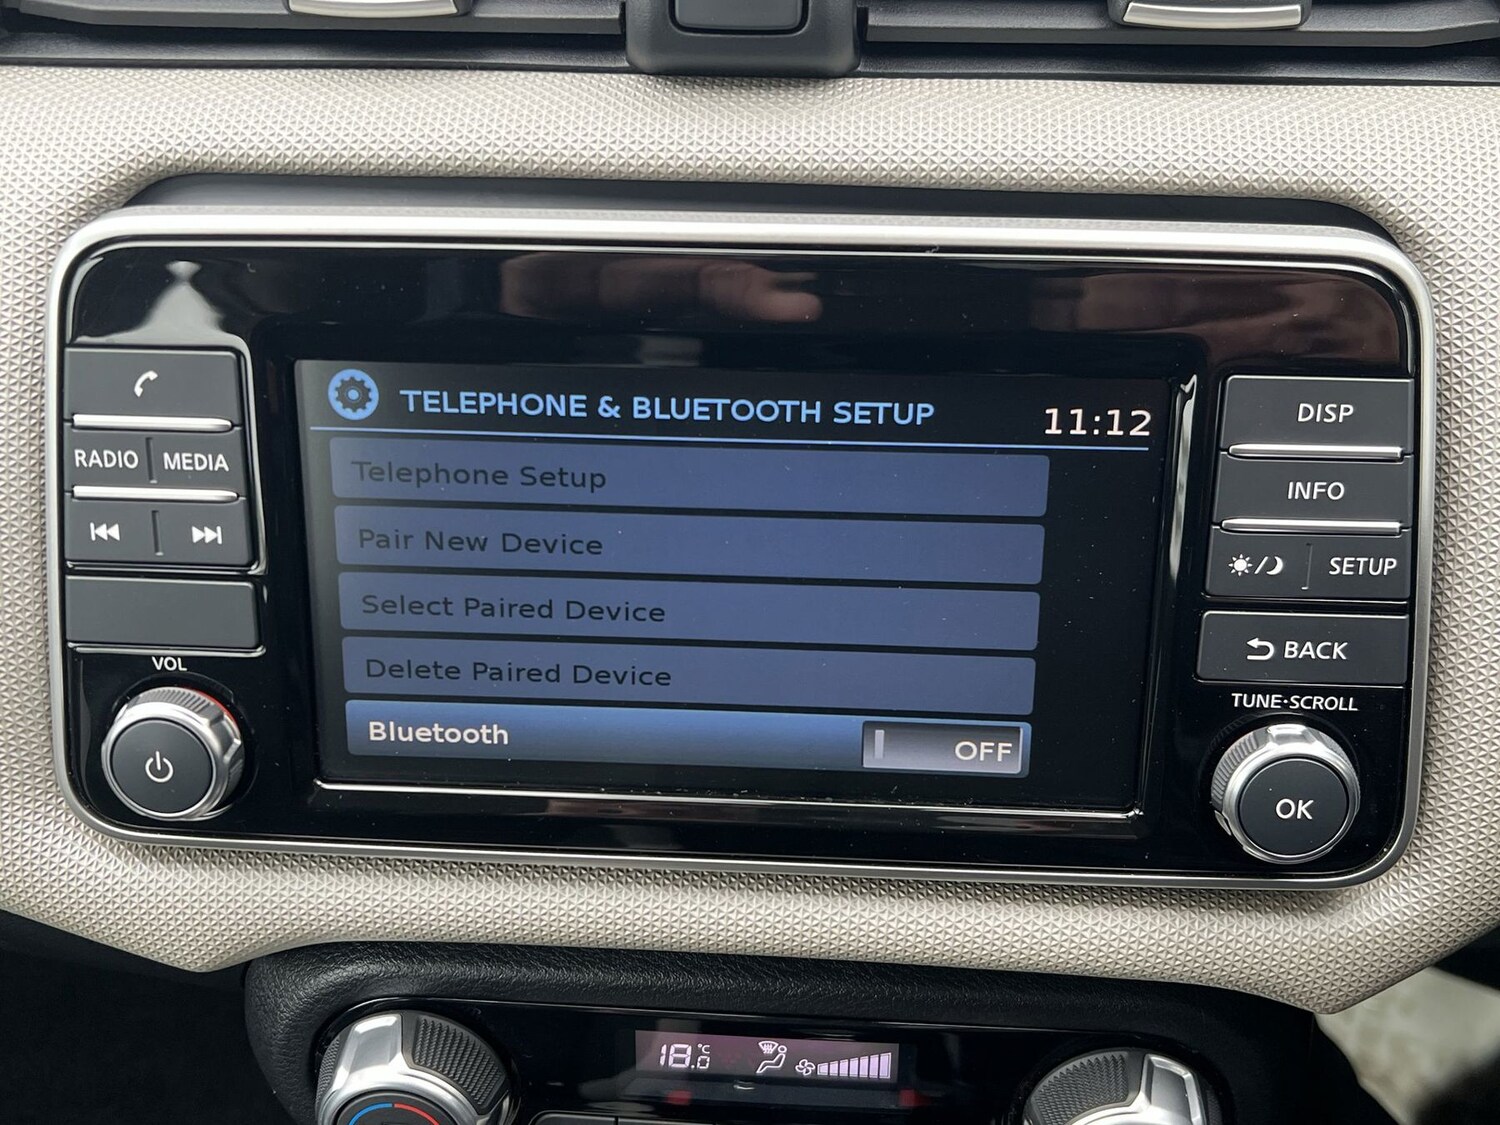 TELEPHONE & BLUETOOTH SETUP 11:12
Telephone Setup
Pair New Device
Select Paired Device
Delete Paired Device
Bluetooth OFF
RADIO MEDIA
VOL
DISP
INFO
SETUP
BACK
TUNE•SCROLL
OK
18.0 °C